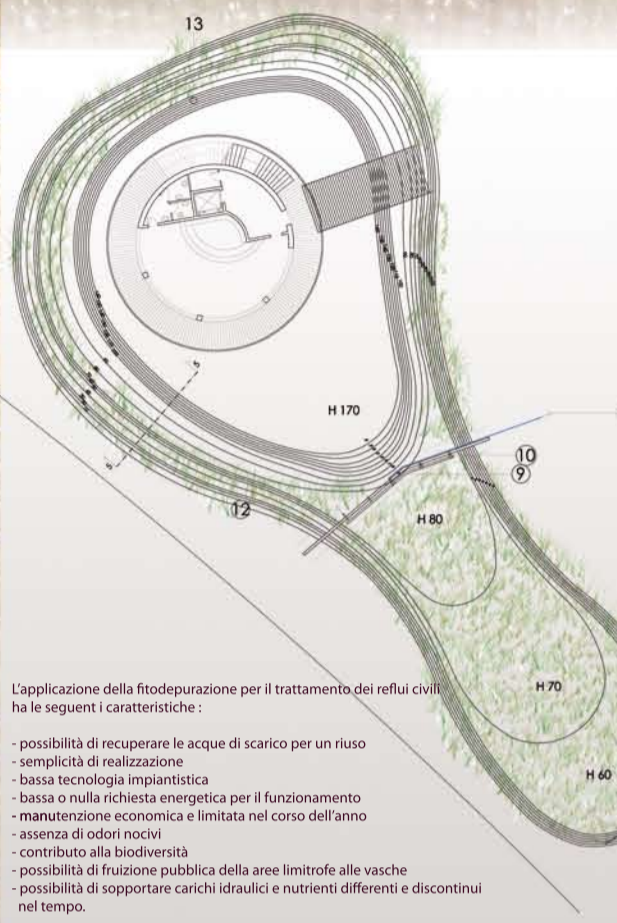 13
H 170
10
9
12
H 80
H 70
H 60
5
5
L'applicazione della fitodepurazione per il trattamento dei reflui civili
ha le seguent i caratteristiche :
- possibilità di recuperare le acque di scarico per un riuso
- semplicità di realizzazione
- bassa tecnologia impiantistica
- bassa o nulla richiesta energetica per il funzionamento
- manutenzione economica e limitata nel corso dell'anno
- assenza di odori nocivi
- contributo alla biodiversità
- possibilità di fruizione pubblica della aree limitrofe alle vasche
- possibilità di sopportare carichi idraulici e nutrienti differenti e discontinui
nel tempo.